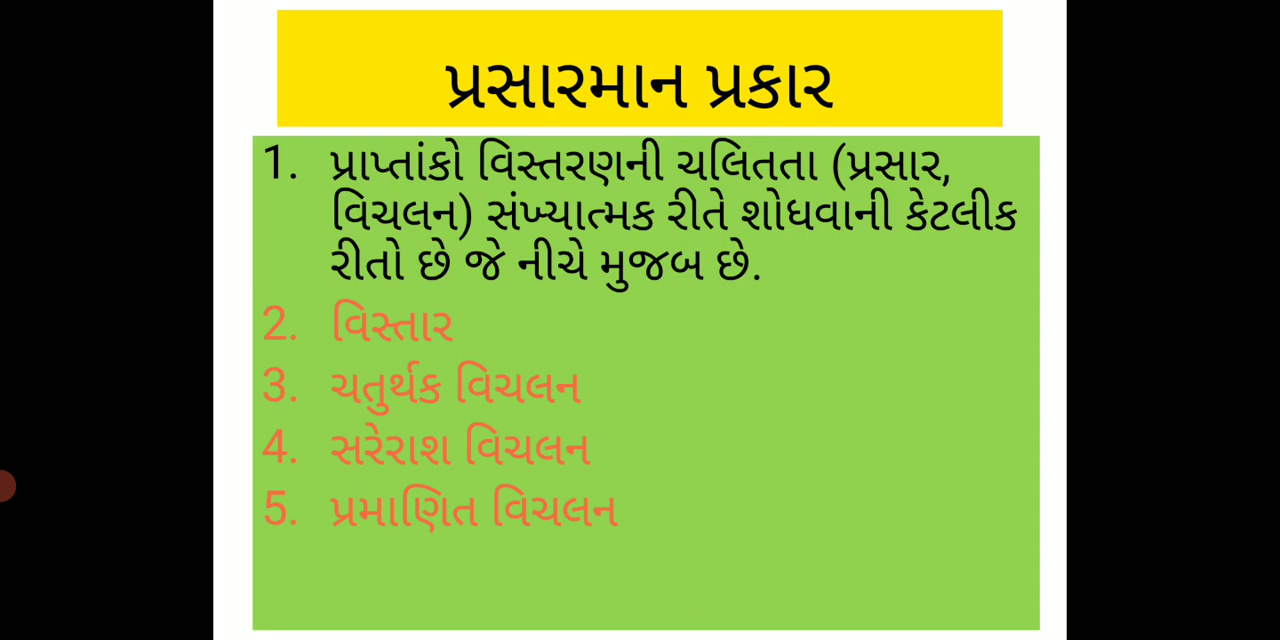 પ્રસારમાન પ્રકાર
1. પ્રાપ્તાંકો વિસ્તરણની ચલિતતા (પ્રસાર,
વિચલન) સંખ્યાત્મક રીતે શોધવાની કેટલીક
રીતો છે જે નીચે મુજબ છે.
2. વિસ્તાર
3. ચતુર્થક વિચલન
4. સરેરાશ વિચલન
5. પ્રમાણિત વિચલન